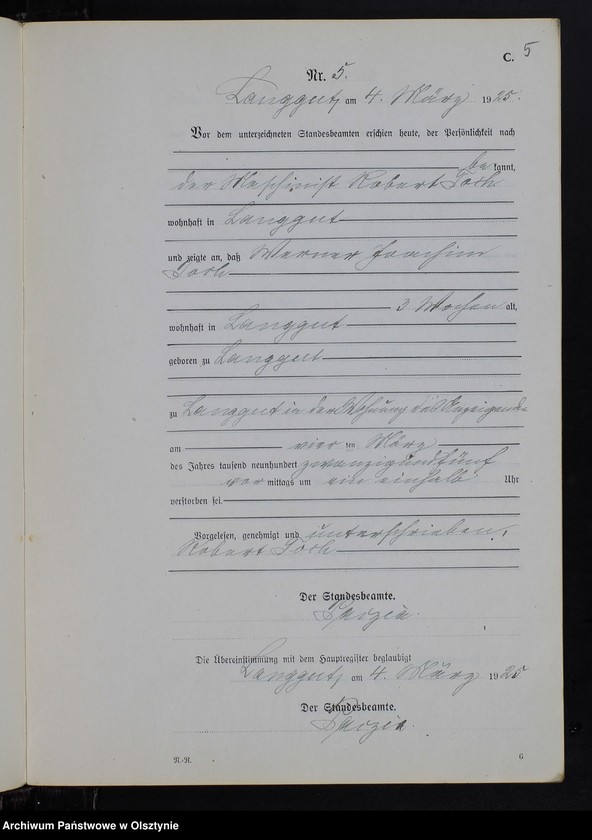 C. 5
Nr. 5.
Langgut, am 4. März 1925.
Vor dem unterzeichneten Standesbeamten erschien heute, der Persönlichkeit nach
bekannt,
der Maschinist Robert
wohnhaft in Langgut
und zeigte an, daß Werner Joachim
3 Wochen alt,
wohnhaft in Langgut
geboren zu Langgut
zu Langgut in der Wohnung des Anzeigenden
am vierten März
des Jahres tausend neunhundert zwanzigundfünf
vormittags um ein einhalb Uhr
verstorben sei.
Vorgelesen, genehmigt und unterschrieben.
Robert
Der Standesbeamte.
Die Übereinstimmung mit dem Hauptregister beglaubigt
Langgut, am 4. März 1925
Der Standesbeamte.
N.-R. 6
Archiwum Państwowe w Olsztynie